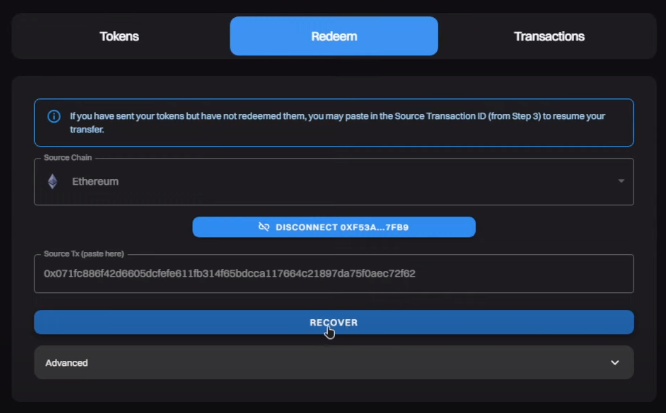 Tokens
Redeem
Transactions
If you have sent your tokens but have not redeemed them, you may paste in the Source Transaction ID (from Step 3) to resume your
transfer.
Source Chain
Ethereum
DISCONNECT 0XF53A...7FB9
Source Tx (paste here)
0x071fc886f42d6605dcfefe611fb314f65bdcca117664c21897da75f0aec72f62
RECOVER
Advanced